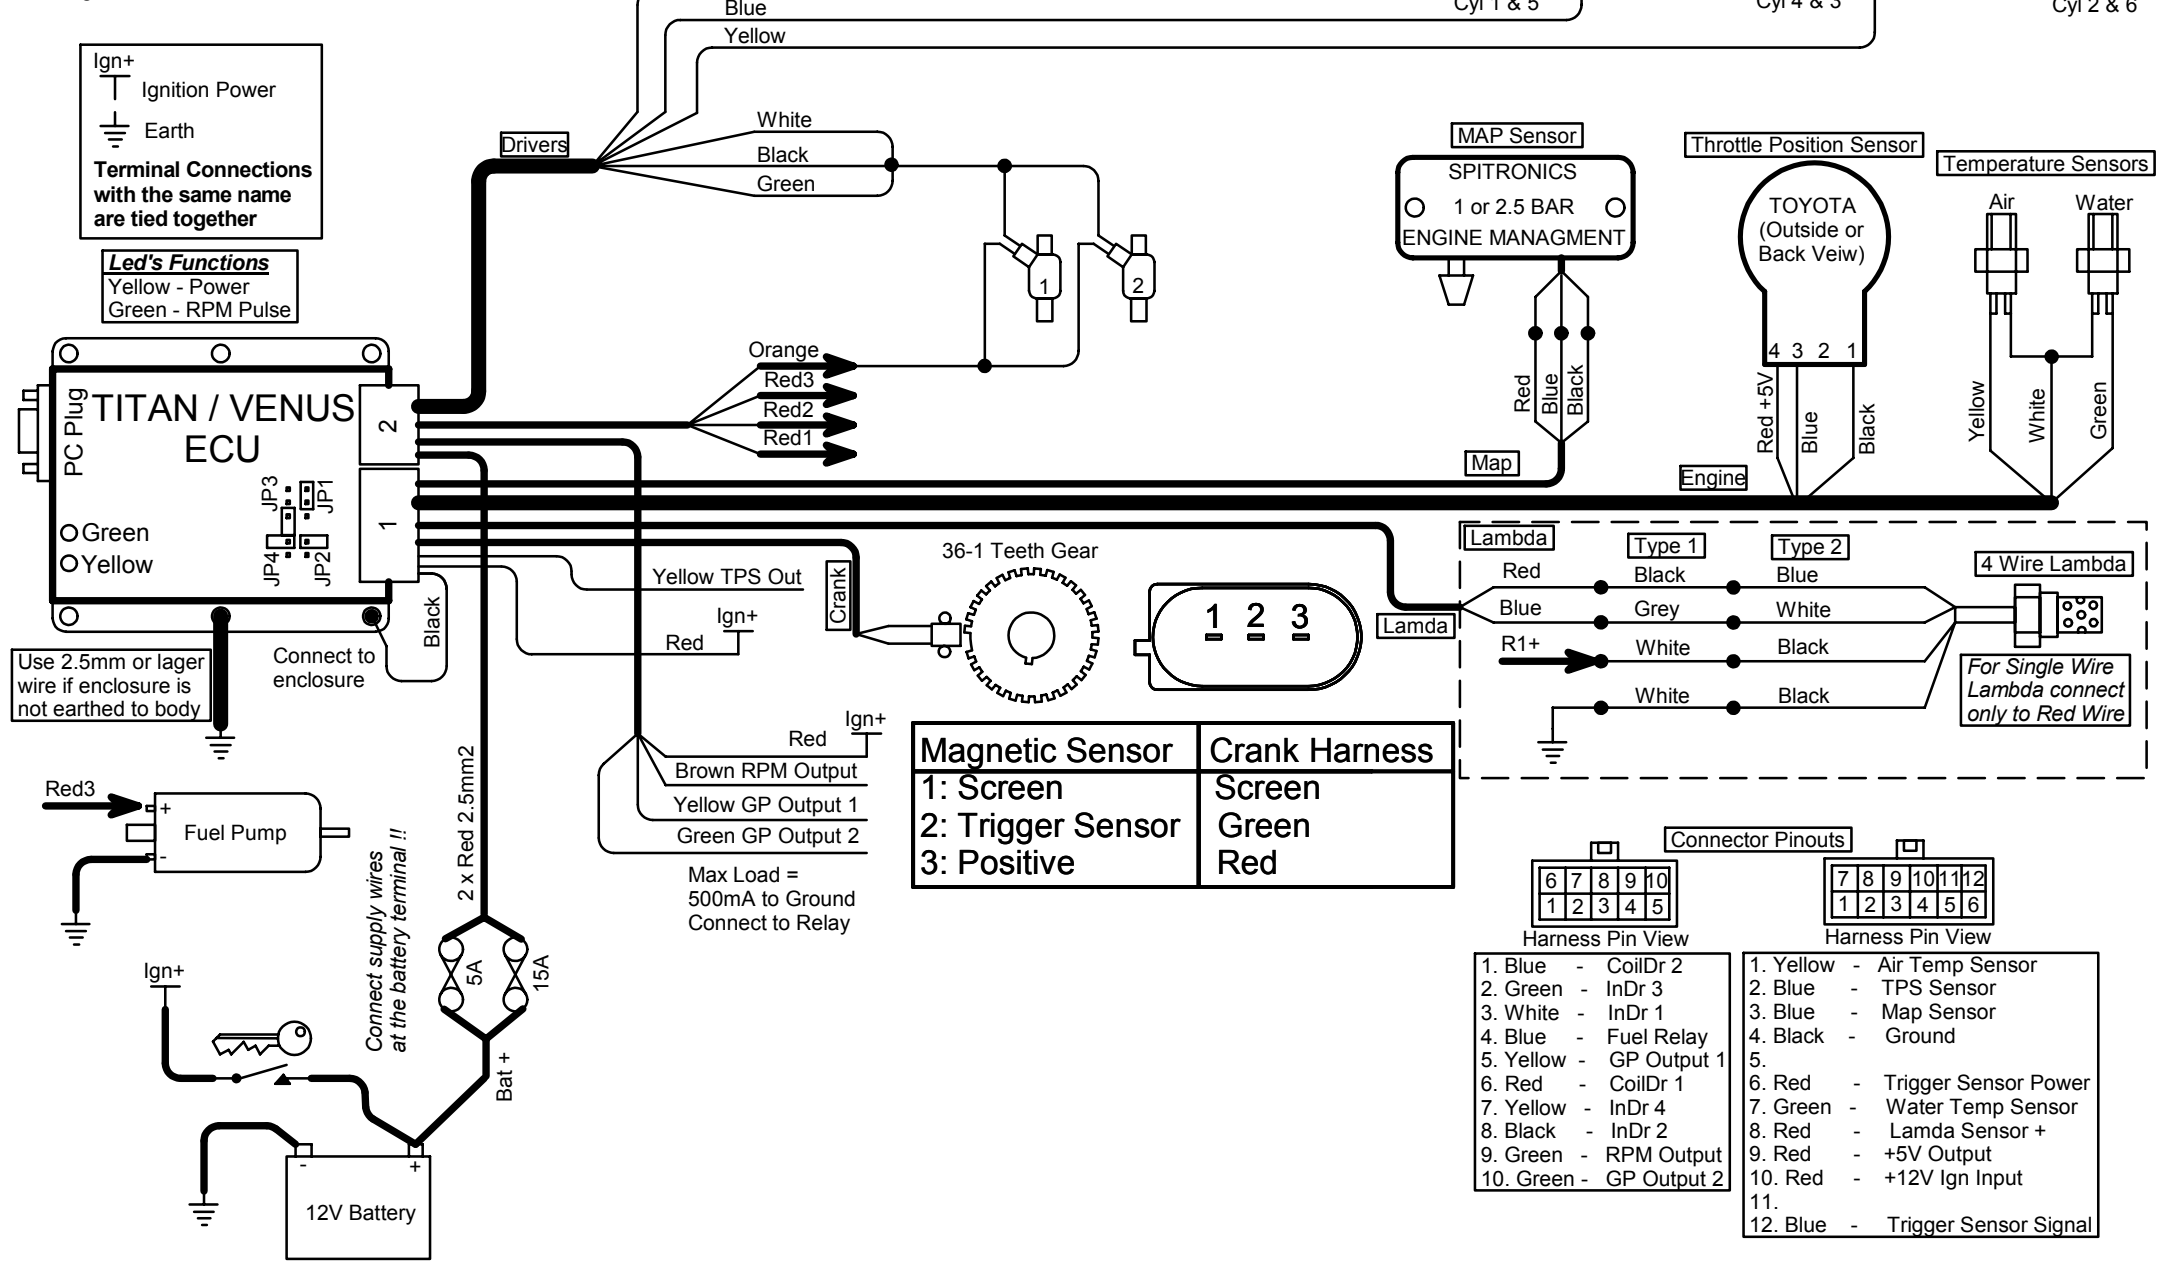 Blue
Cyl 1 & 5
Cyl 4 & 3
Cyl 2 & 6
Yellow
Ign+
Ignition Power
Earth
Terminal Connections
with the same name
are tied together
Led's Functions
Yellow - Power
Green - RPM Pulse
Drivers
White
Black
Green
1
2
MAP Sensor
SPITRONICS
1 or 2.5 BAR
ENGINE MANAGMENT
Red
Blue
Black
Map
Throttle Position Sensor
TOYOTA
(Outside or
Back Veiw)
4 3 2 1
Red +5V
Blue
Black
Engine
Temperature Sensors
Air
Water
Yellow
White
Green
Orange
Red3
Red2
Red1
PC Plug
TITAN / VENUS
ECU
2
1
JP3
JP1
JP4
JP2
Green
Yellow
Use 2.5mm or lager
wire if enclosure is
not earthed to body
Connect to
enclosure
Black
Yellow TPS Out
Ign+
Red
Crank
36-1 Teeth Gear
1 2 3
Lamda
Lambda
Type 1
Type 2
4 Wire Lambda
Red
Black
Blue
Blue
Grey
White
R1+
White
Black
White
Black
For Single Wire
Lambda connect
only to Red Wire
Ign+
Red
Brown RPM Output
Yellow GP Output 1
Green GP Output 2
Max Load =
500mA to Ground
Connect to Relay
Magnetic Sensor
Crank Harness
1: Screen
Screen
2: Trigger Sensor
Green
3: Positive
Red
Red3
+
Fuel Pump
-
Connect supply wires
at the battery terminal !!
2 x Red 2.5mm2
5A
15A
Bat +
Ign+
-
+
12V Battery
Connector Pinouts
6 7 8 9 10
1 2 3 4 5
Harness Pin View
1. Blue - CoilDr 2
2. Green - InDr 3
3. White - InDr 1
4. Blue - Fuel Relay
5. Yellow - GP Output 1
6. Red - CoilDr 1
7. Yellow - InDr 4
8. Black - InDr 2
9. Green - RPM Output
10. Green - GP Output 2
7 8 9 10 11 12
1 2 3 4 5 6
Harness Pin View
1. Yellow - Air Temp Sensor
2. Blue - TPS Sensor
3. Blue - Map Sensor
4. Black - Ground
5.
6. Red - Trigger Sensor Power
7. Green - Water Temp Sensor
8. Red - Lamda Sensor +
9. Red - +5V Output
10. Red - +12V Ign Input
11.
12. Blue - Trigger Sensor Signal